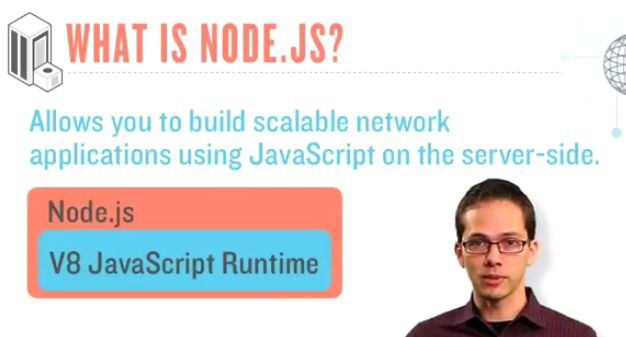 WHAT IS NODE.JS?
Allows you to build scalable network
applications using JavaScript on the server-side.
Node.js
V8 JavaScript Runtime